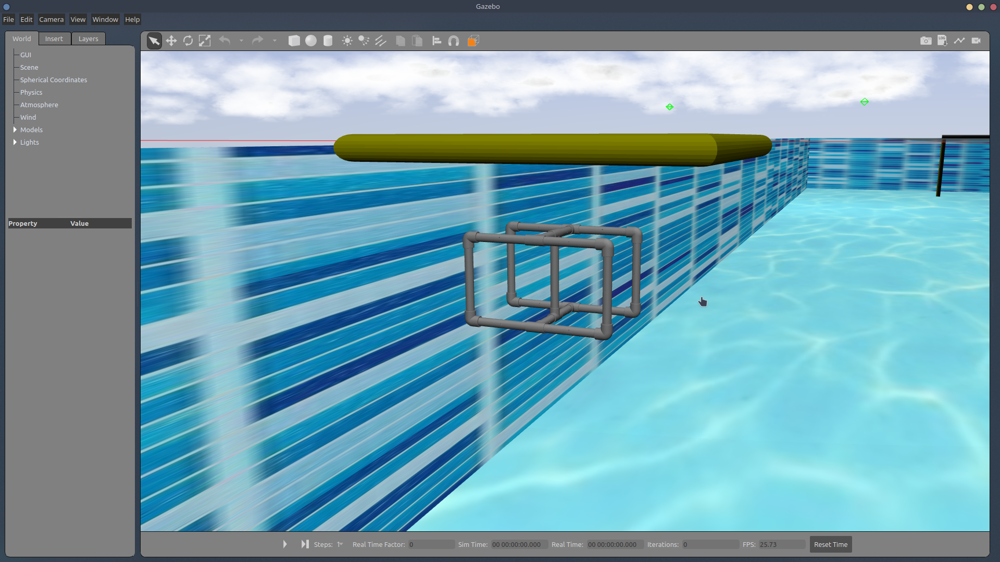 Gazebo
File Edit Camera View Window Help
World Insert Layers
LOG
GUI
Scene
Spherical Coordinates
Physics
Atmosphere
Wind
Models
Lights
Property Value
Steps: 1 Real Time Factor: 0 Sim Time: 00 00:00:00.000 Real Time: 00 00:00:00.000 Iterations: 0 FPS: 25.73 Reset Time